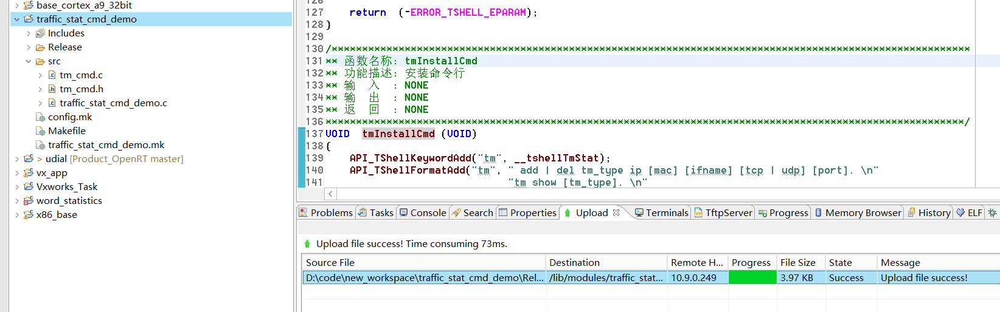 base_cortex_a9_32bit
traffic_stat_cmd_demo
Includes
Release
src
tm_cmd.c
tm_cmd.h
traffic_stat_cmd_demo.c
config.mk
Makefile
traffic_stat_cmd_demo.mk
> udial [Product_OpenRT master]
vx_app
Vxworks_Task
word_statistics
x86_base
127 return (-ERROR_TSHELL_EPARAM);
128 }
129
130 /*********************************************************************************************************
131 ** 函数名称: tmInstallCmd
132 ** 功能描述: 安装命令行
133 ** 输 入 : NONE
134 ** 输 出 : NONE
135 ** 返 回 : NONE
136 *********************************************************************************************************/
137 VOID tmInstallCmd (VOID)
138 {
139 API_TShellKeywordAdd("tm", __tshellTmStat);
140 API_TShellFormatAdd("tm", " add | del tm_type ip [mac] [ifname] [tcp | udp] [port]. \n"
141 "tm show [tm_type]. \n"
Problems Tasks Console Search Properties Upload Terminals TftpServer Progress Memory Browser History ELF
Upload file success! Time consuming 73ms.
Source File Destination Remote H... Progress File Size State Message
D:\code\new_workspace\traffic_stat_cmd_demo\Rel... /lib/modules/traffic_stat... 10.9.0.249 3.97 KB Success Upload file success!